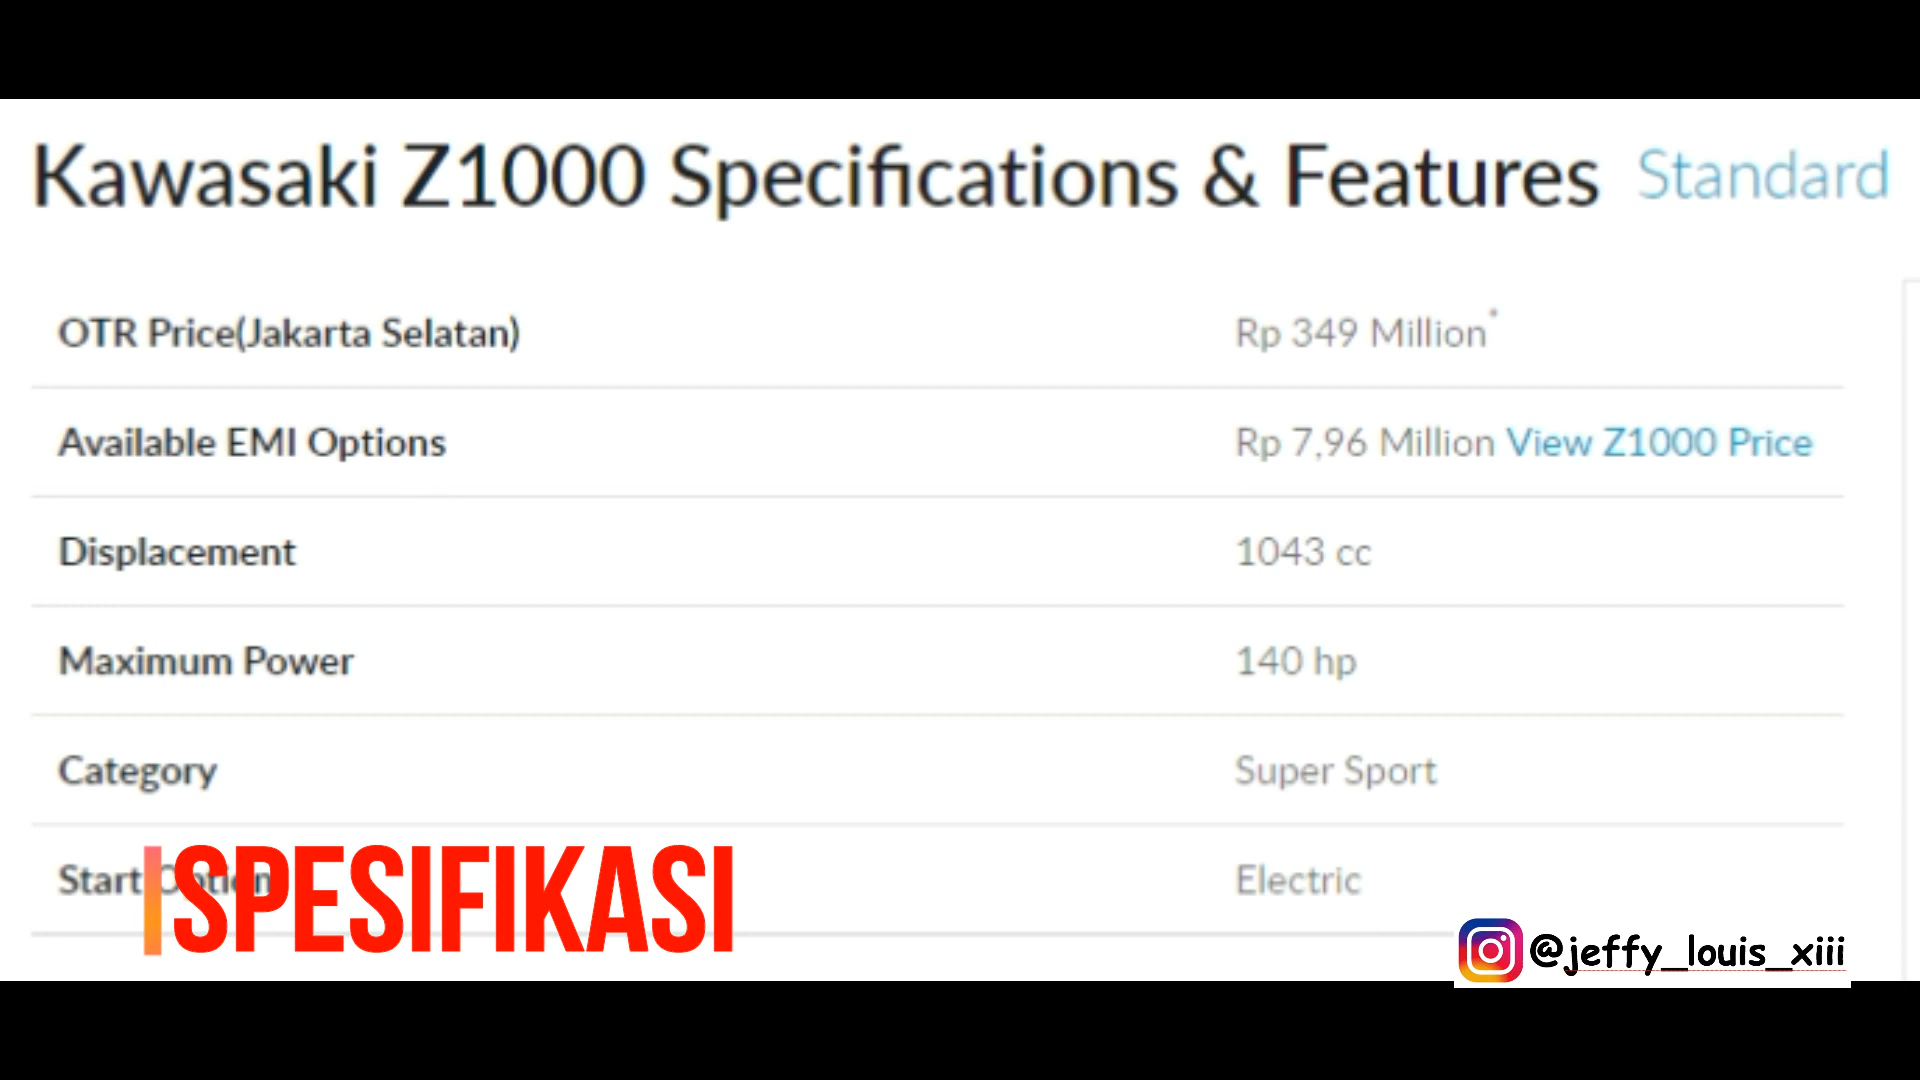 Kawasaki Z1000 Specifications & Features Standard
OTR Price(Jakarta Selatan) Rp 349 Million*
Available EMI Options Rp 7,96 Million View Z1000 Price
Displacement 1043 cc
Maximum Power 140 hp
Category Super Sport
Start Option Electric
SPESIFIKASI
@jeffy_louis_xiii